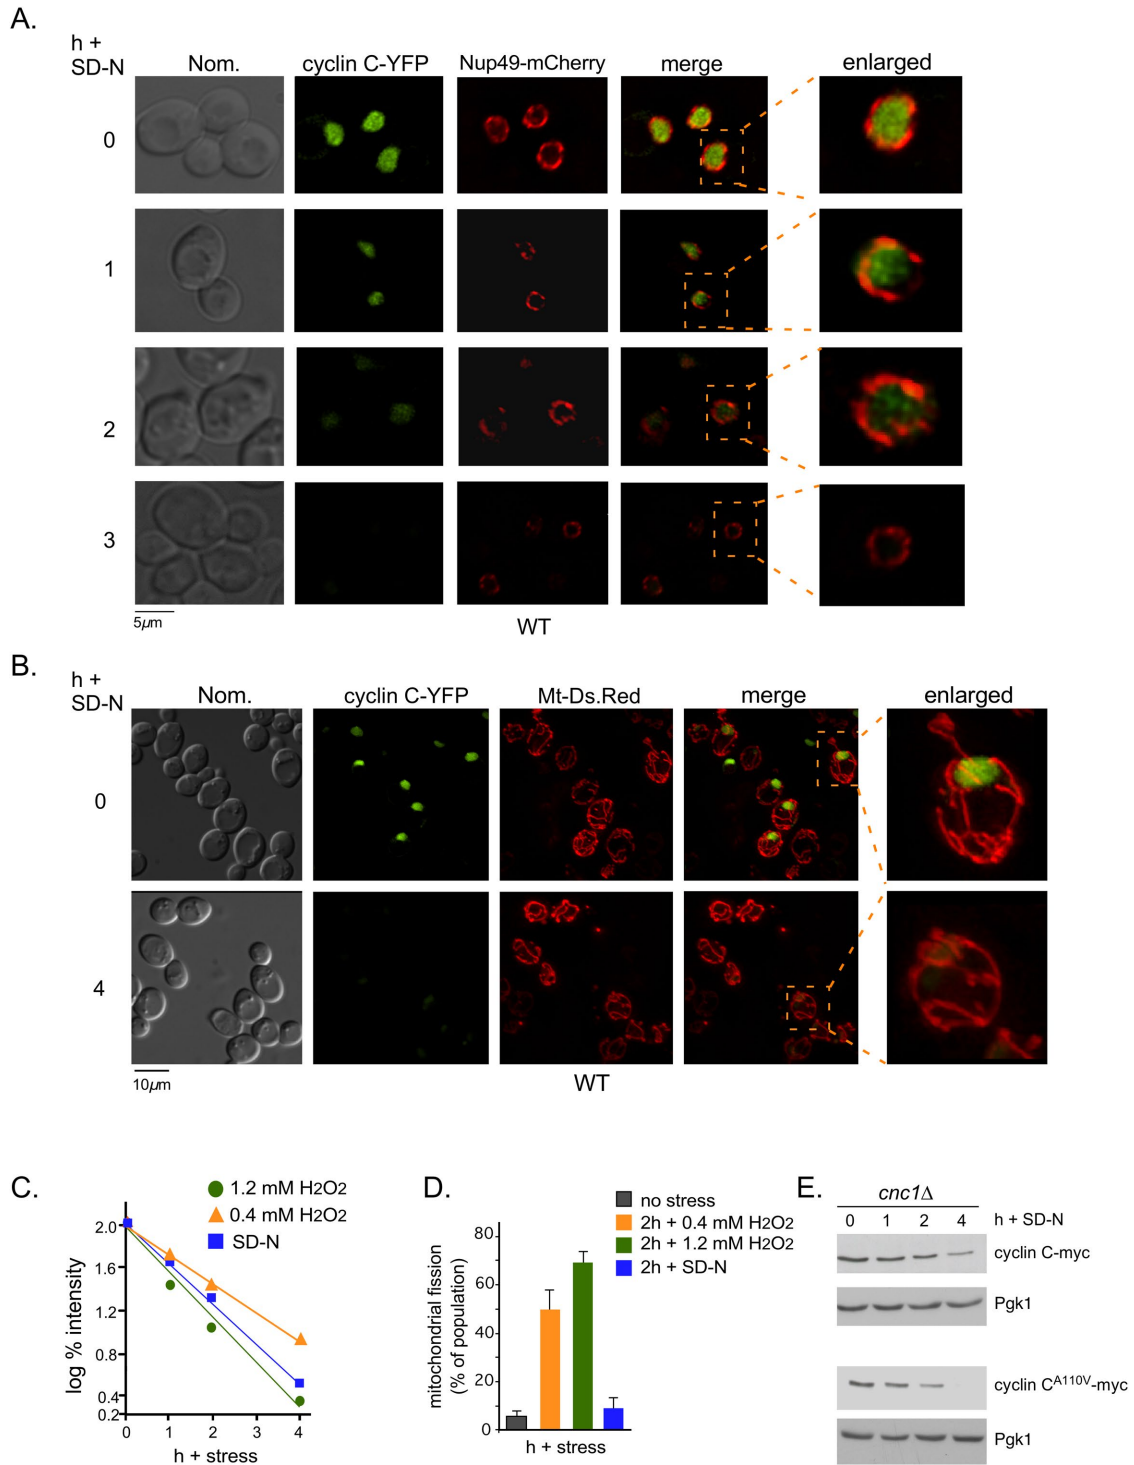 A.
h +
SD-N
Nom.
cyclin C-YFP
Nup49-mCherry
merge
enlarged
0
1
2
3
5µm
WT
B.
h +
SD-N
Nom.
cyclin C-YFP
Mt-Ds.Red
merge
enlarged
0
4
10µm
WT
C.
1.2 mM H2O2
0.4 mM H2O2
SD-N
log % intensity
2.0
1.6
1.2
0.8
0.4
0.2
0 1 2 3 4
h + stress
D.
no stress
2h + 0.4 mM H2O2
2h + 1.2 mM H2O2
2h + SD-N
mitochondrial fission
(% of population)
80
60
40
20
0
h + stress
E.
cnc1Δ
0 1 2 4 h + SD-N
cyclin C-myc
Pgk1
cyclin CA110V-myc
Pgk1